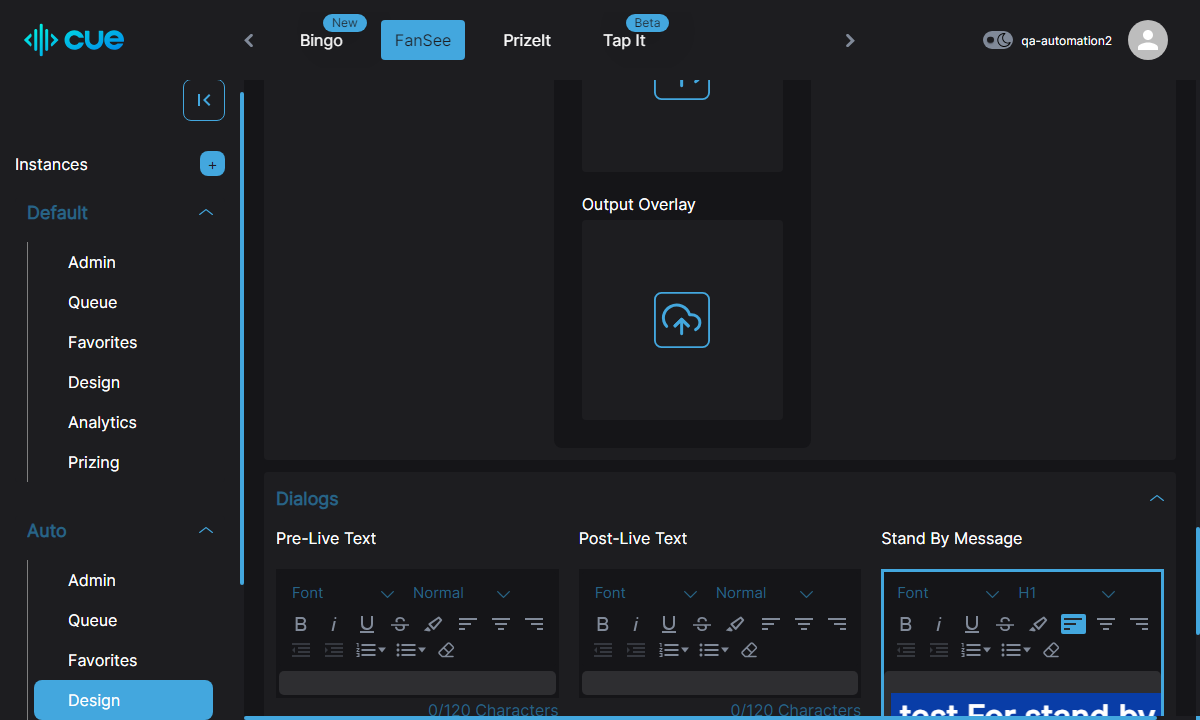 cue
New
Beta
Bingo
FanSee
PrizeIt
Tap It
qa-automation2
Instances
+
Default
Admin
Queue
Favorites
Design
Analytics
Prizing
Auto
Admin
Queue
Favorites
Design
Output Overlay
Dialogs
Pre-Live Text
Post-Live Text
Stand By Message
Font
Normal
Font
Normal
Font
H1
0/120 Characters
0/120 Characters
test For stand by